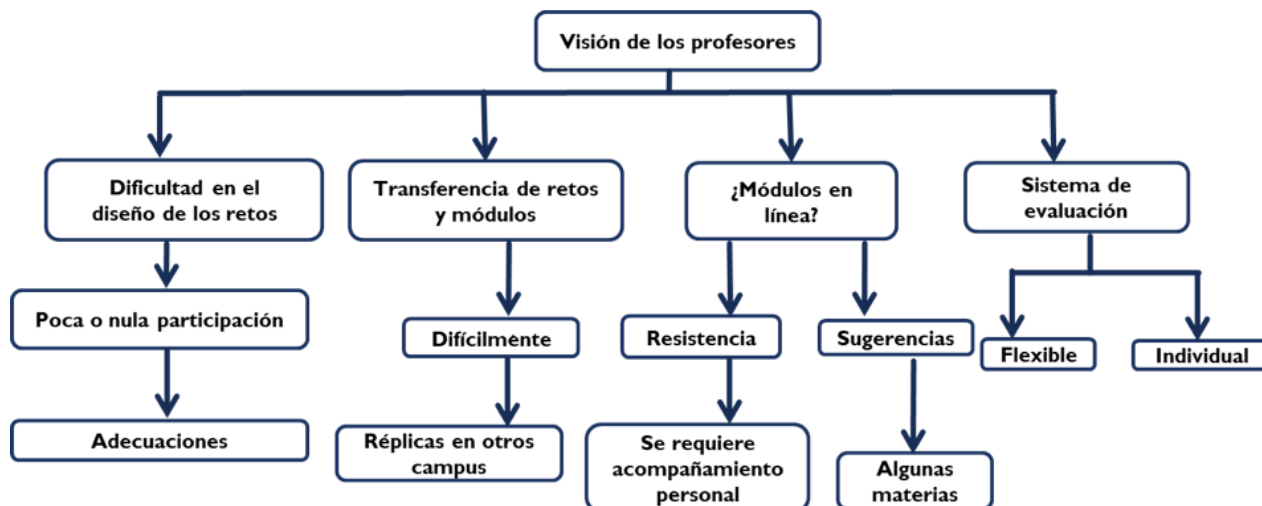 Visión de los profesores
Dificultad en el
diseño de los retos
Transferencia de retos
y módulos
¿Módulos en
línea?
Sistema de
evaluación
Poca o nula participación
Difícilmente
Resistencia
Sugerencias
Flexible
Individual
Adecuaciones
Réplicas en otros
campus
Se requiere
acompañamiento
personal
Algunas
materias